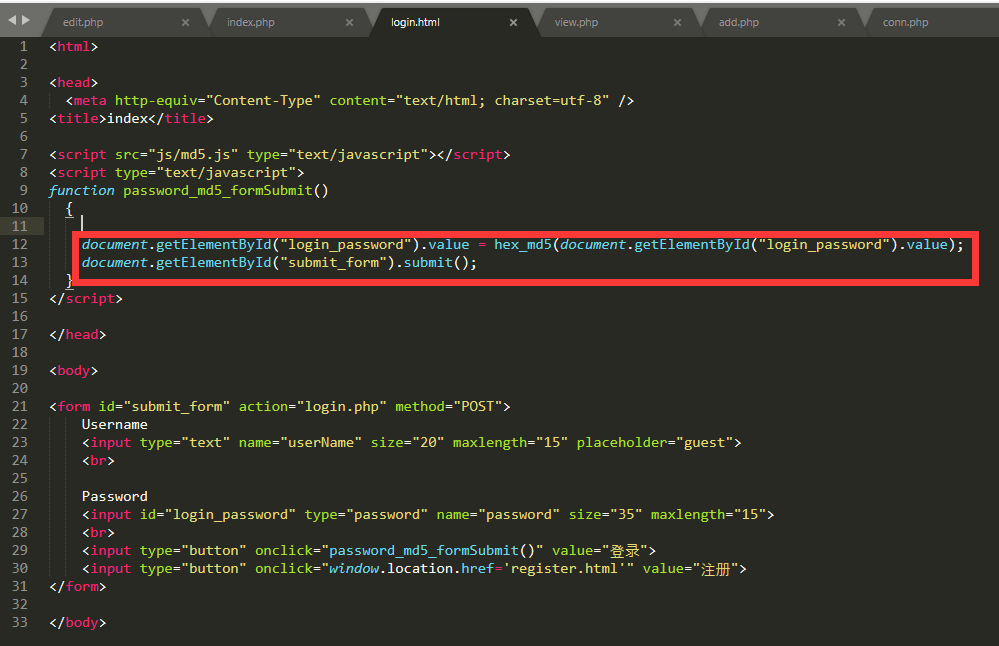 edit.php × index.php × login.html × view.php × add.php × conn.php
1 <html>
2
3 <head>
4 <meta http-equiv="Content-Type" content="text/html; charset=utf-8" />
5 <title>index</title>
6
7 <script src="js/md5.js" type="text/javascript"></script>
8 <script type="text/javascript">
9 function password_md5_formSubmit()
10 {
11
12 document.getElementById("login_password").value = hex_md5(document.getElementById("login_password").value);
13 document.getElementById("submit_form").submit();
14 }
15 </script>
16
17 </head>
18
19 <body>
20
21 <form id="submit_form" action="login.php" method="POST">
22 Username
23 <input type="text" name="userName" size="20" maxlength="15" placeholder="guest">
24 <br>
25
26 Password
27 <input id="login_password" type="password" name="password" size="35" maxlength="15">
28 <br>
29 <input type="button" onclick="password_md5_formSubmit()" value="登录">
30 <input type="button" onclick="window.location.href='register.html'" value="注册">
31 </form>
32
33 </body>